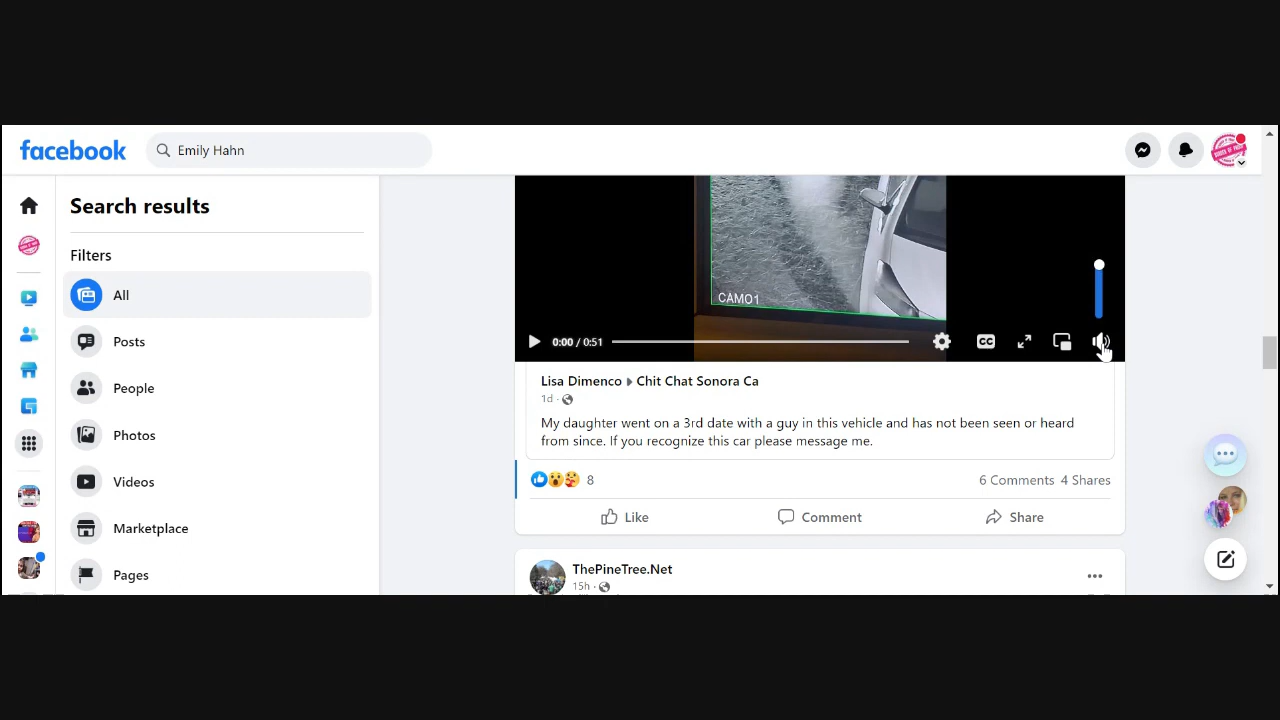 facebook
Emily Hahn
Search results
Filters
All
Posts
People
Photos
Videos
Marketplace
Pages
CAM01
0:00 / 0:51
CC
Lisa Dimenco Chit Chat Sonora Ca
1d ·
My daughter went on a 3rd date with a guy in this vehicle and has not been seen or heard
from since. If you recognize this car please message me.
8
6 Comments 4 Shares
Like
Comment
Share
ThePineTree.Net
15h ·